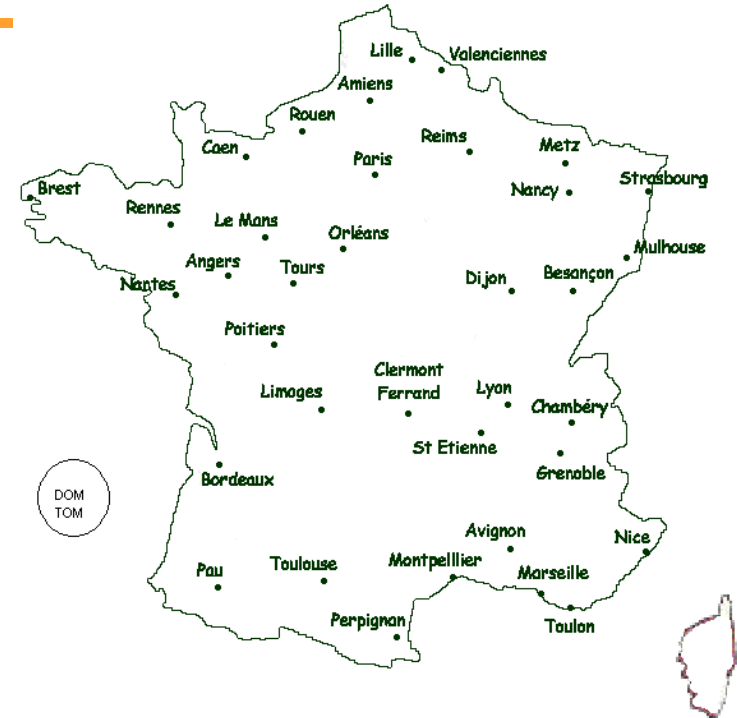 Lille
Valenciennes
Amiens
Rouen
Reims
Caen
Metz
Paris
Strasbourg
Brest
Nancy
Rennes
Le Mans
Orléans
Mulhouse
Angers
Tours
Dijon
Besançon
Nantes
Poitiers
Clermont
Ferrand
Limoges
Lyon
Chambéry
St Etienne
Grenoble
Bordeaux
DOM
TOM
Avignon
Nice
Montpelllier
Toulouse
Pau
Marseille
Perpignan
Toulon